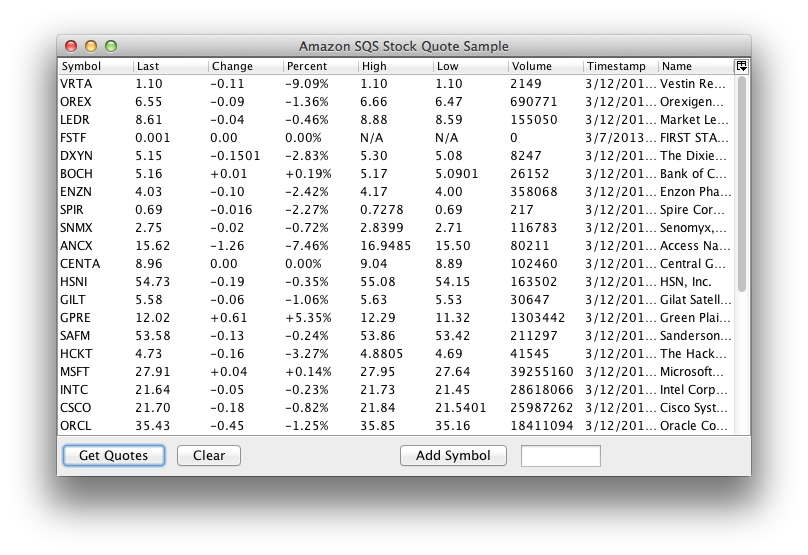 Amazon SQS Stock Quote Sample
Symbol Last Change Percent High Low Volume Timestamp Name
VRTA 1.10 -0.11 -9.09% 1.10 1.10 2149 3/12/201... Vestin Re...
OREX 6.55 -0.09 -1.36% 6.66 6.47 690771 3/12/201... Orexigen...
LEDR 8.61 -0.04 -0.46% 8.88 8.59 155050 3/12/201... Market Le...
FSTF 0.001 0.00 0.00% N/A N/A 0 3/7/2013... FIRST STA...
DXYN 5.15 -0.1501 -2.83% 5.30 5.08 8247 3/12/201... The Dixie...
BOCH 5.16 +0.01 +0.19% 5.17 5.0901 26152 3/12/201... Bank of C...
ENZN 4.03 -0.10 -2.42% 4.17 4.00 358068 3/12/201... Enzon Pha...
SPIR 0.69 -0.016 -2.27% 0.7278 0.69 217 3/12/201... Spire Cor...
SNMX 2.75 -0.02 -0.72% 2.8399 2.71 116783 3/12/201... Senomyx,...
ANCX 15.62 -1.26 -7.46% 16.9485 15.50 80211 3/12/201... Access Na...
CENTA 8.96 0.00 0.00% 9.04 8.89 102460 3/12/201... Central G...
HSNI 54.73 -0.19 -0.35% 55.08 54.15 163502 3/12/201... HSN, Inc.
GILT 5.58 -0.06 -1.06% 5.63 5.53 30647 3/12/201... Gilat Satell...
GPRE 12.02 +0.61 +5.35% 12.29 11.32 1303442 3/12/201... Green Plai...
SAFM 53.58 -0.13 -0.24% 53.86 53.42 211297 3/12/201... Sanderson...
HCKT 4.73 -0.16 -3.27% 4.8805 4.69 41545 3/12/201... The Hack...
MSFT 27.91 +0.04 +0.14% 27.95 27.64 39255160 3/12/201... Microsoft...
INTC 21.64 -0.05 -0.23% 21.73 21.45 28618066 3/12/201... Intel Corp...
CSCO 21.70 -0.18 -0.82% 21.84 21.5401 25987262 3/12/201... Cisco Syst...
ORCL 35.43 -0.45 -1.25% 35.85 35.16 18411094 3/12/201... Oracle Co...
Get Quotes Clear Add Symbol